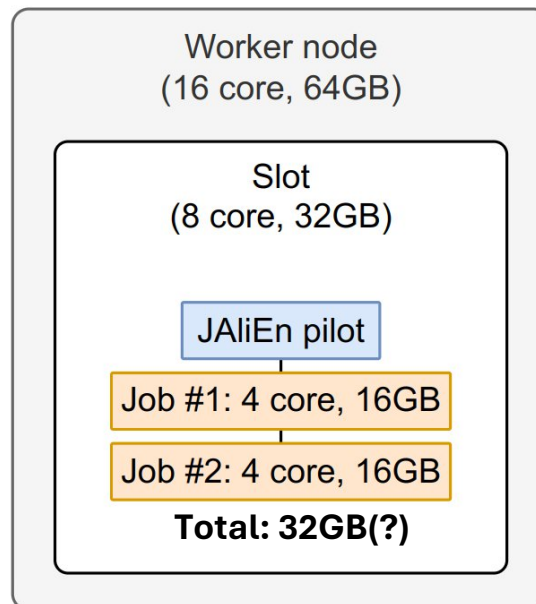 Worker node
(16 core, 64GB)
Slot
(8 core, 32GB)
JAliEn pilot
Job #1: 4 core, 16GB
Job #2: 4 core, 16GB
Total: 32GB(?)